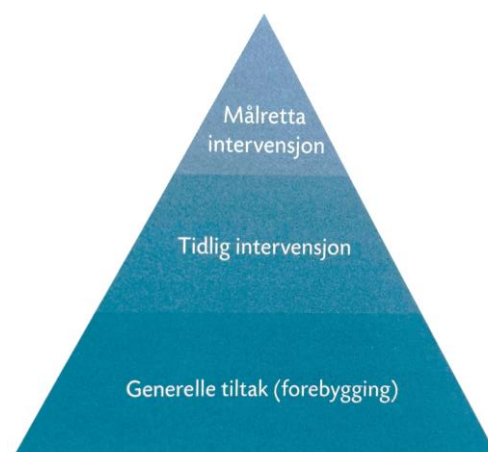 Målretta
intervensjon
Tidlig intervensjon
Generelle tiltak (forebygging)